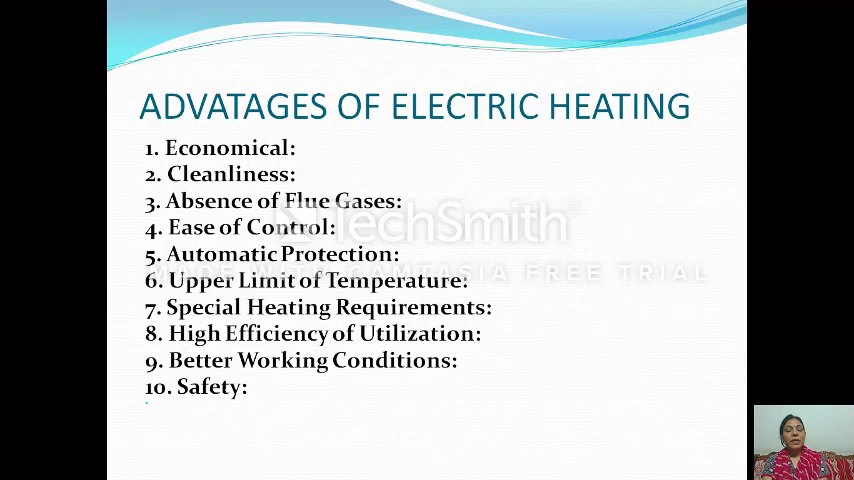 ADVATAGES OF ELECTRIC HEATING
1. Economical:
2. Cleanliness:
3. Absence of Flue Gases:
4. Ease of Control:
TechSmith
5. Automatic Protection:
MADE WITH CAMTASIA FREE TRIAL
6. Upper Limit of Temperature:
7. Special Heating Requirements:
8. High Efficiency of Utilization:
9. Better Working Conditions:
10. Safety: